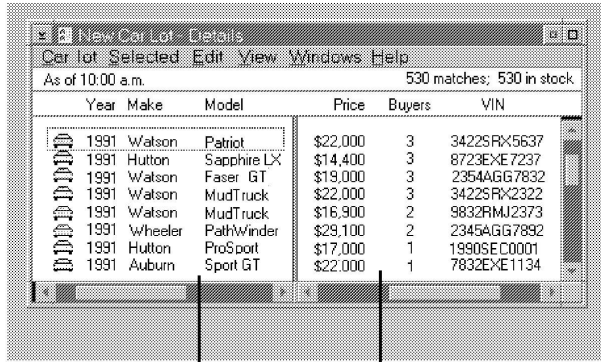 New Car Lot - Details
Car lot Selected Edit View Windows Help
As of 10:00 a.m. 530 matches; 530 in stock
Year Make Model Price Buyers VIN
1991 Watson Patriot $22,000 3 3422SRX5637
1991 Hutton Sapphire LX $14,400 3 8723EXE7237
1991 Watson Faser GT $19,000 3 2354AGG7832
1991 Watson MudTruck $22,000 3 3422SRX2322
1991 Watson MudTruck $16,900 2 9832RMJ2373
1991 Wheeler PathWinder $29,100 2 2345AGG7892
1991 Hutton ProSport $17,000 1 1990SEC0001
1991 Auburn Sport GT $22.000 1 7832EXE1134